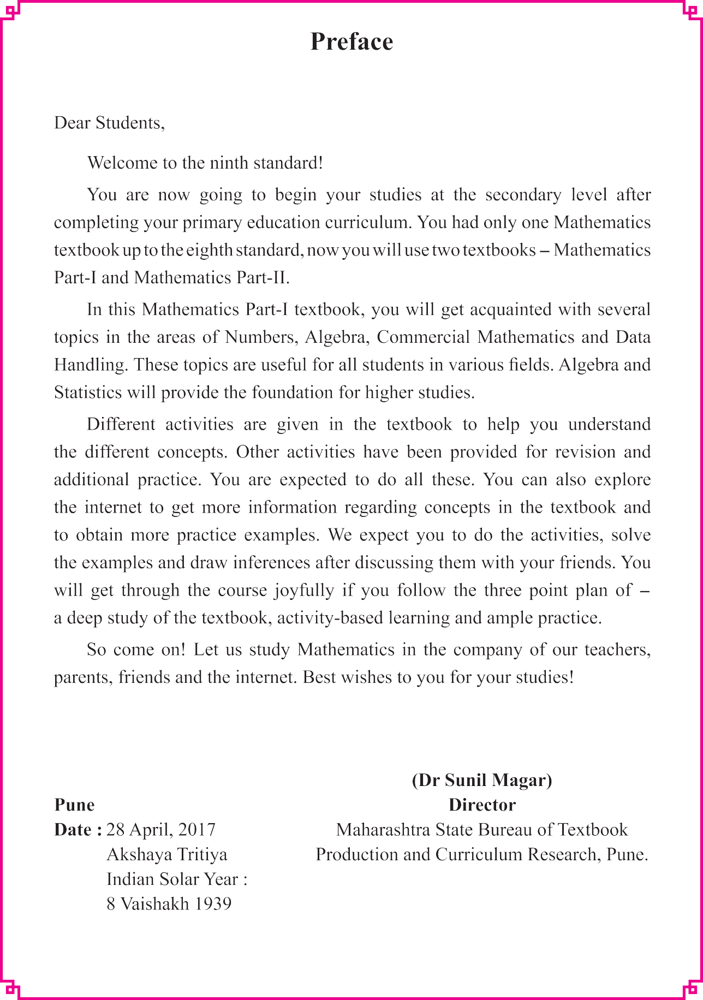 Preface
Dear Students,
Welcome to the ninth standard!
You are now going to begin your studies at the secondary level after
completing your primary education curriculum. You had only one Mathematics
textbook up to the eighth standard, now you will use two textbooks – Mathematics
Part-I and Mathematics Part-II.
In this Mathematics Part-I textbook, you will get acquainted with several
topics in the areas of Numbers, Algebra, Commercial Mathematics and Data
Handling. These topics are useful for all students in various fields. Algebra and
Statistics will provide the foundation for higher studies.
Different activities are given in the textbook to help you understand
the different concepts. Other activities have been provided for revision and
additional practice. You are expected to do all these. You can also explore
the internet to get more information regarding concepts in the textbook and
to obtain more practice examples. We expect you to do the activities, solve
the examples and draw inferences after discussing them with your friends. You
will get through the course joyfully if you follow the three point plan of –
a deep study of the textbook, activity-based learning and ample practice.
So come on! Let us study Mathematics in the company of our teachers,
parents, friends and the internet. Best wishes to you for your studies!
(Dr Sunil Magar)
Director
Maharashtra State Bureau of Textbook
Production and Curriculum Research, Pune.
Pune
Date : 28 April, 2017
Akshaya Tritiya
Indian Solar Year :
8 Vaishakh 1939